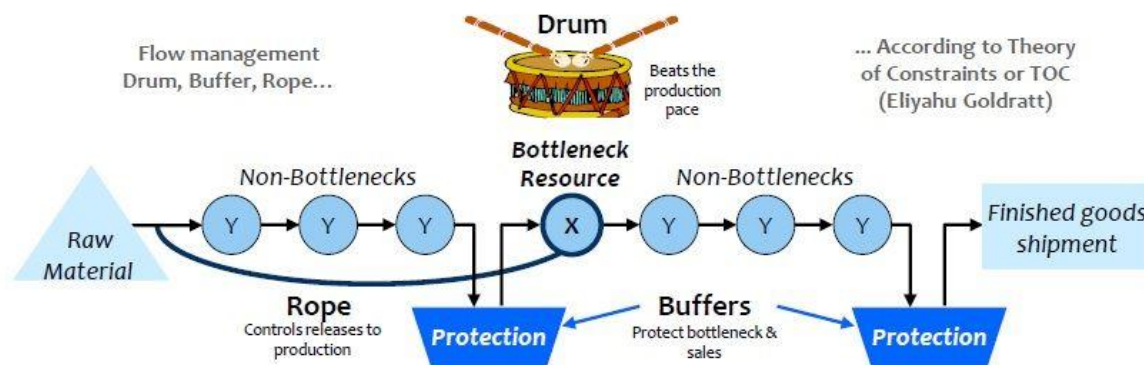 Flow management
Drum, Buffer, Rope...
Drum
Beats the
production
pace
... According to Theory
of Constraints or TOC
(Eliyahu Goldratt)
Bottleneck
Resource
Non-Bottlenecks
Non-Bottlenecks
Raw
Material
Y
Y
Y
X
Y
Y
Y
Finished goods
shipment
Rope
Controls releases to
production
Protection
Buffers
Protect bottleneck &
sales
Protection